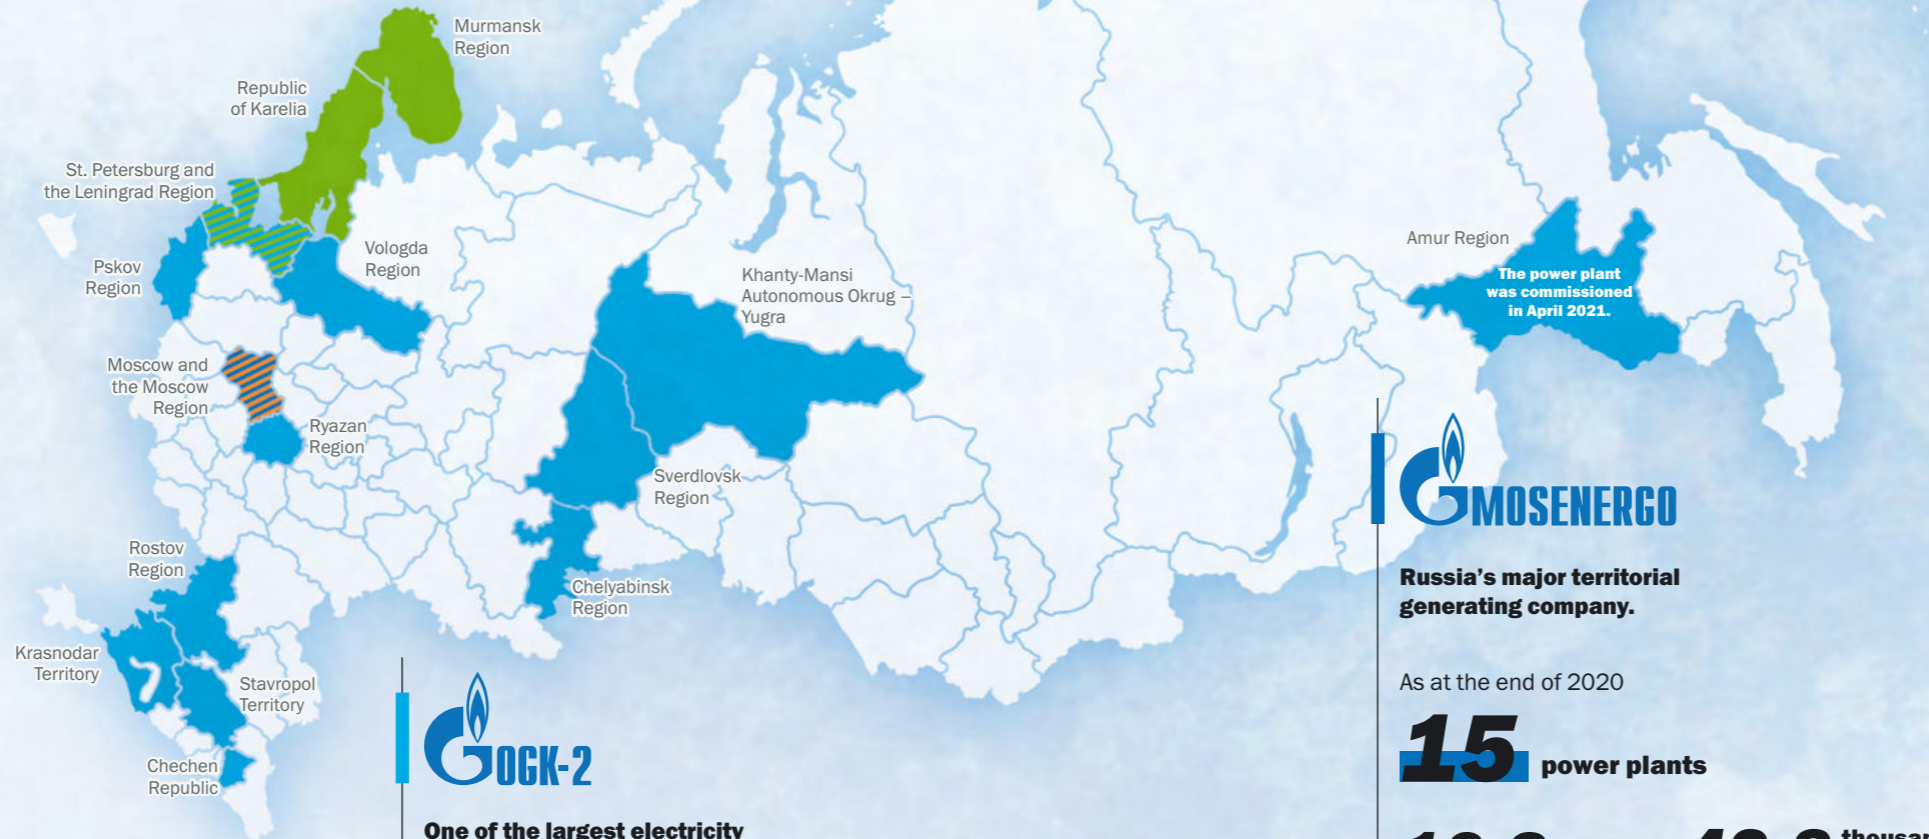 Murmansk
Region
Republic
of Karelia
St. Petersburg and
the Leningrad Region
Vologda
Region
Pskov
Region
Khanty-Mansi
Autonomous Okrug –
Yugra
Amur Region
The power plant
was commissioned
in April 2021.
Moscow and
the Moscow
Region
Ryazan
Region
Sverdlovsk
Region
Rostov
Region
Chelyabinsk
Region
Krasnodar
Territory
Stavropol
Territory
Chechen
Republic
OGK-2
One of the largest electricity
MOSENERGO
Russia's major territorial
generating company.
As at the end of 2020
15 power plants